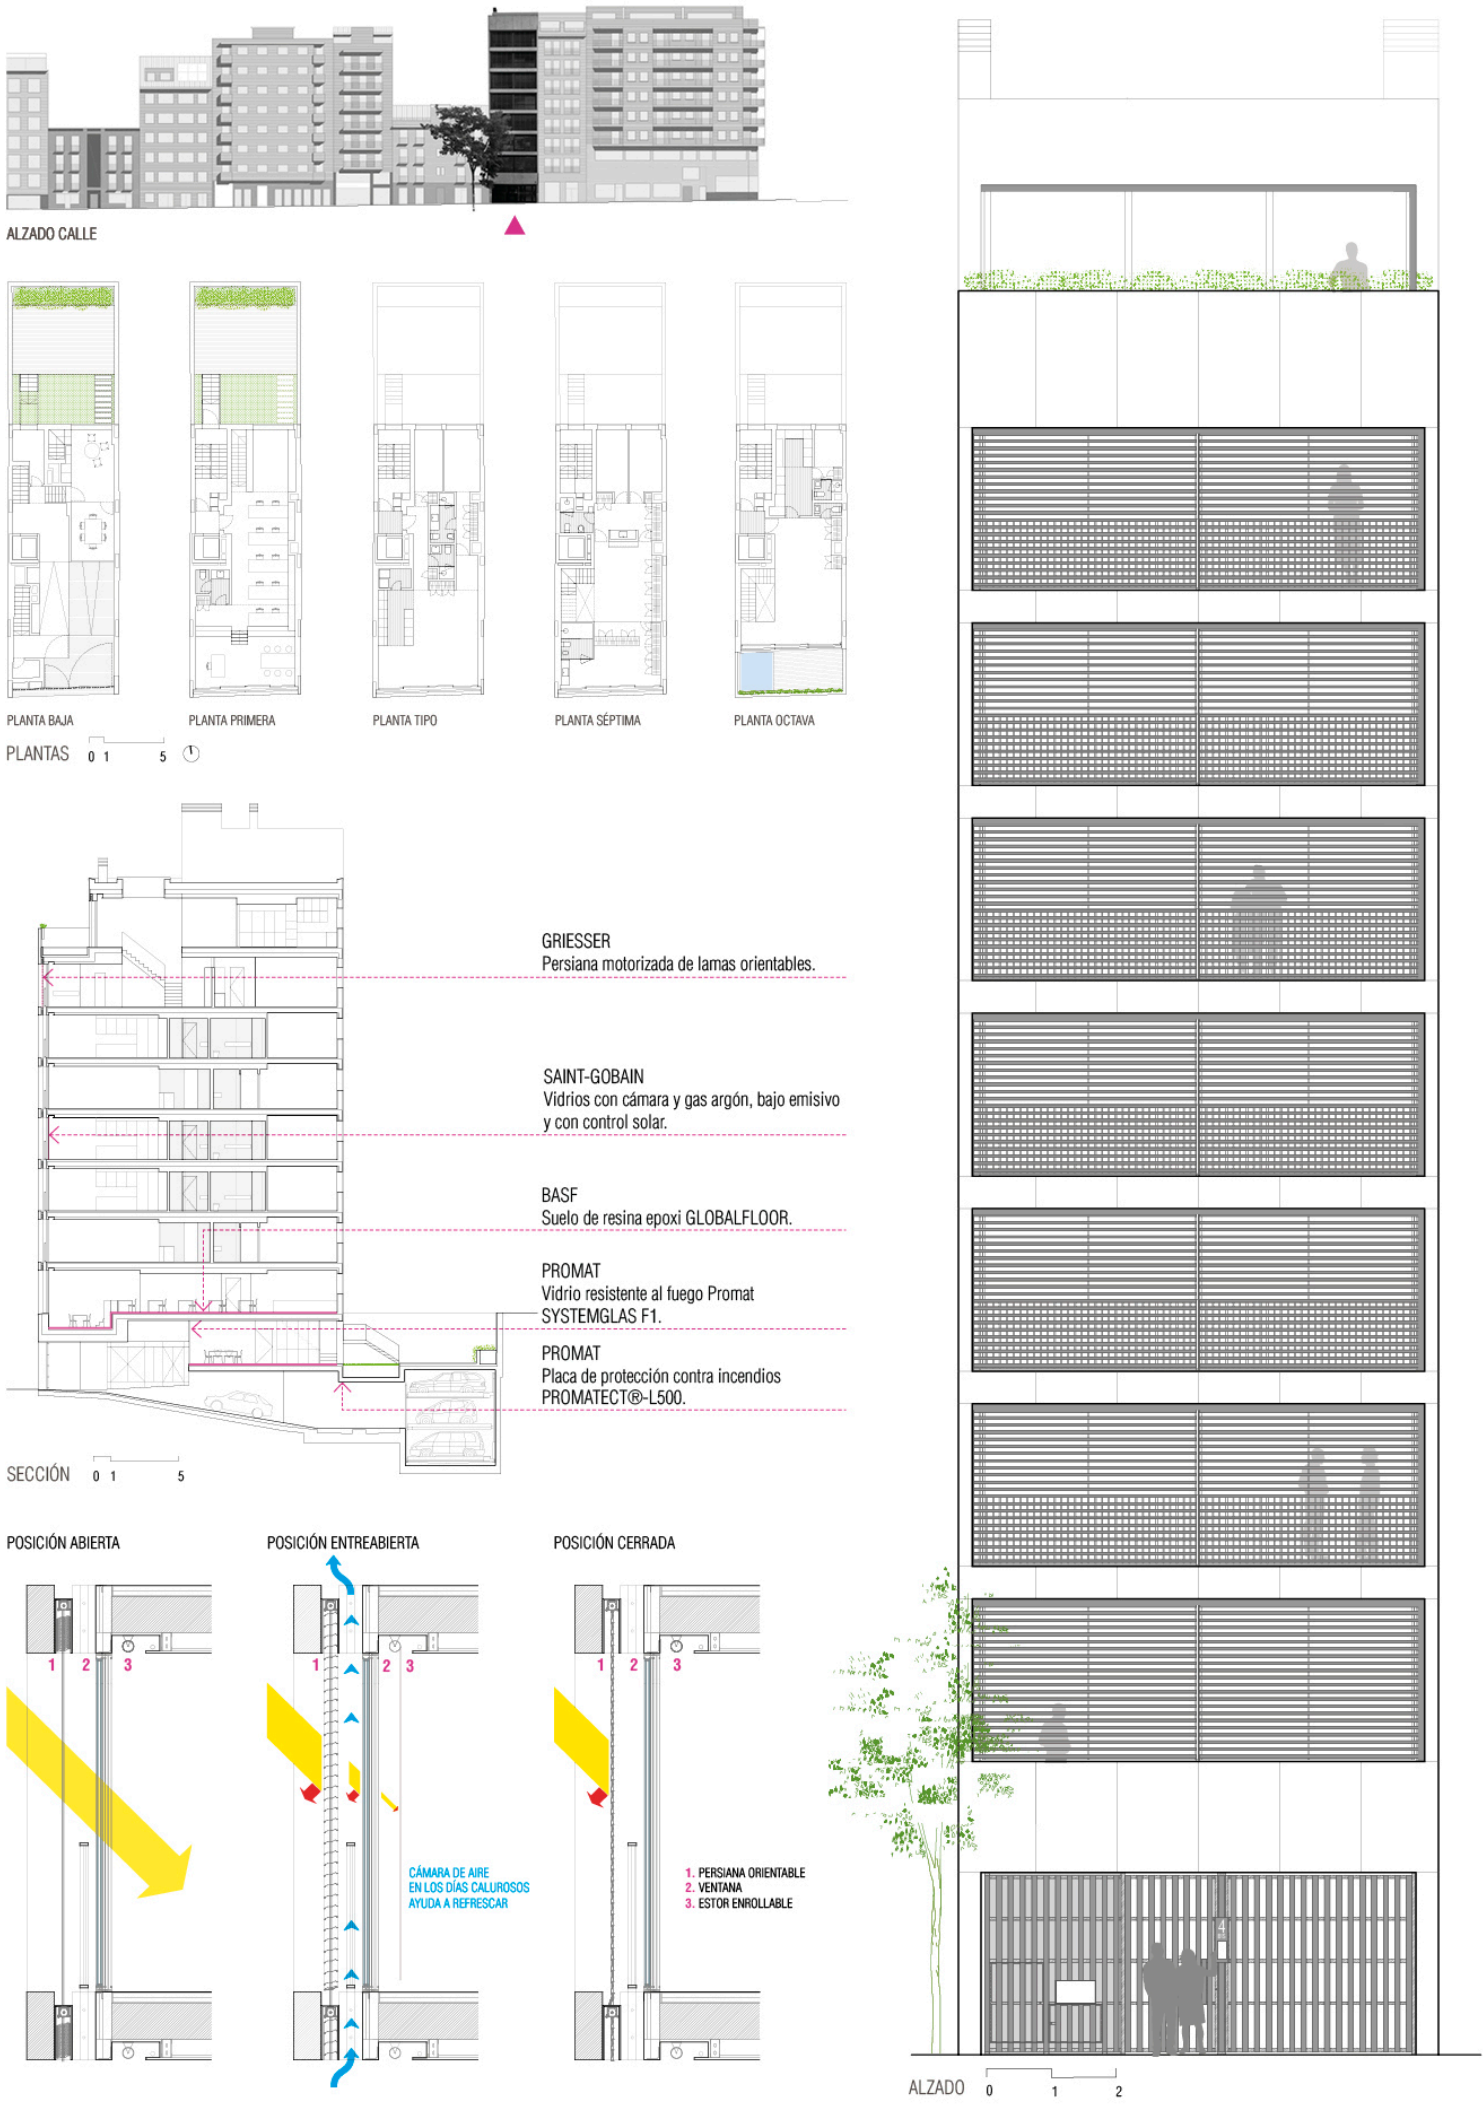 ALZADO CALLE
PLANTA BAJA
PLANTA PRIMERA
PLANTA TIPO
PLANTA SÉPTIMA
PLANTA OCTAVA
PLANTAS 0 1 5
GRIESSER
Persiana motorizada de lamas orientables.
SAINT-GOBAIN
Vidrios con cámara y gas argón, bajo emisivo
y con control solar.
BASF
Suelo de resina epoxi GLOBALFLOOR.
PROMAT
Vidrio resistente al fuego Promat
SYSTEMGLAS F1.
PROMAT
Placa de protección contra incendios
PROMATECT®-L500.
SECCIÓN 0 1 5
POSICIÓN ABIERTA
1 2 3
POSICIÓN ENTREABIERTA
1 2 3
CÁMARA DE AIRE
EN LOS DÍAS CALUROSOS
AYUDA A REFRESCAR
POSICIÓN CERRADA
1 2 3
1. PERSIANA ORIENTABLE
2. VENTANA
3. ESTOR ENROLLABLE
4
ALZADO 0 1 2